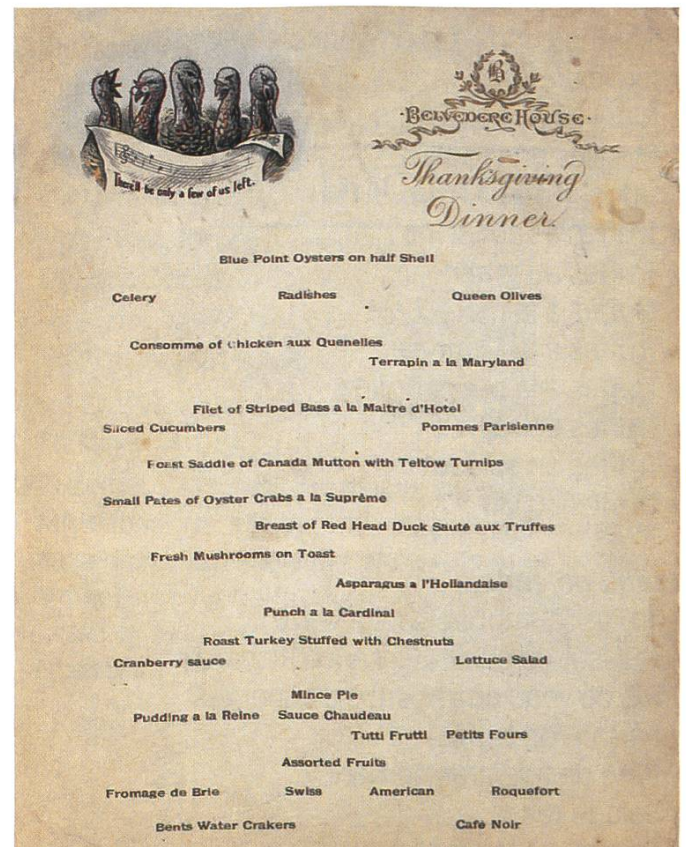 There'll be only a few of us left.
B
·BELVEDERE HOUSE·
Thanksgiving
Dinner.
Blue Point Oysters on half Shell
Celery Radishes Queen Olives
Consomme of Chicken aux Quenelles
Terrapin a la Maryland
Filet of Striped Bass a la Maitre d'Hotel
Sliced Cucumbers Pommes Parisienne
Roast Saddle of Canada Mutton with Teltow Turnips
Small Pates of Oyster Crabs a la Suprême
Breast of Red Head Duck Sauté aux Truffes
Fresh Mushrooms on Toast
Asparagus a l'Hollandaise
Punch a la Cardinal
Roast Turkey Stuffed with Chestnuts
Cranberry sauce Lettuce Salad
Mince Pie
Pudding a la Reine Sauce Chaudeau
Tutti Frutti Petits Fours
Assorted Fruits
Fromage de Brie Swiss American Roquefort
Bents Water Crakers Café Noir